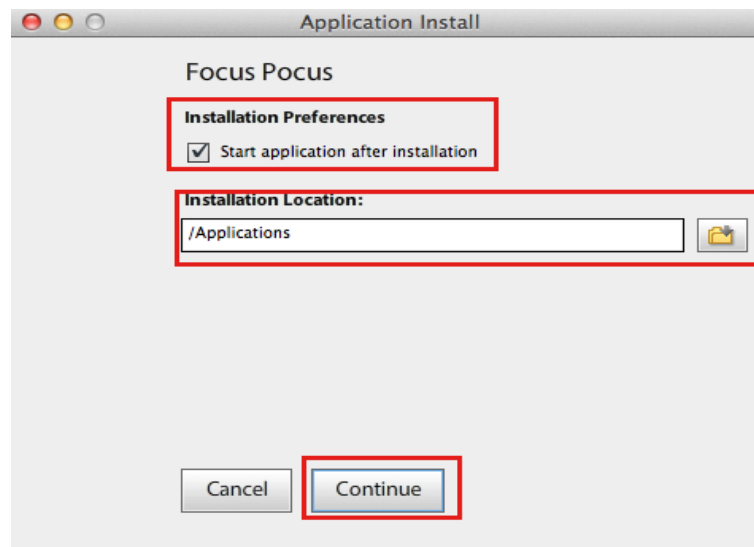 Application Install
Focus Pocus
Installation Preferences
Start application after installation
Installation Location:
/Applications
Cancel
Continue